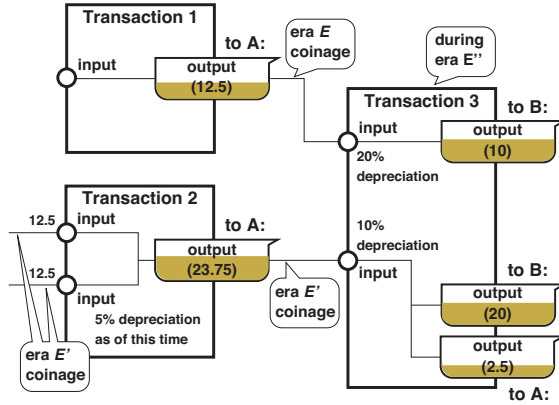 Transaction 1
to A:
input
output
(12.5)
era E
coinage
during
era E''
Transaction 3
to B:
input
output
(10)
20%
depreciation
Transaction 2
to A:
12.5
input
output
(23.75)
12.5
input
5% depreciation
as of this time
era E'
coinage
era E'
coinage
10%
depreciation
input
to B:
output
(20)
output
(2.5)
to A: